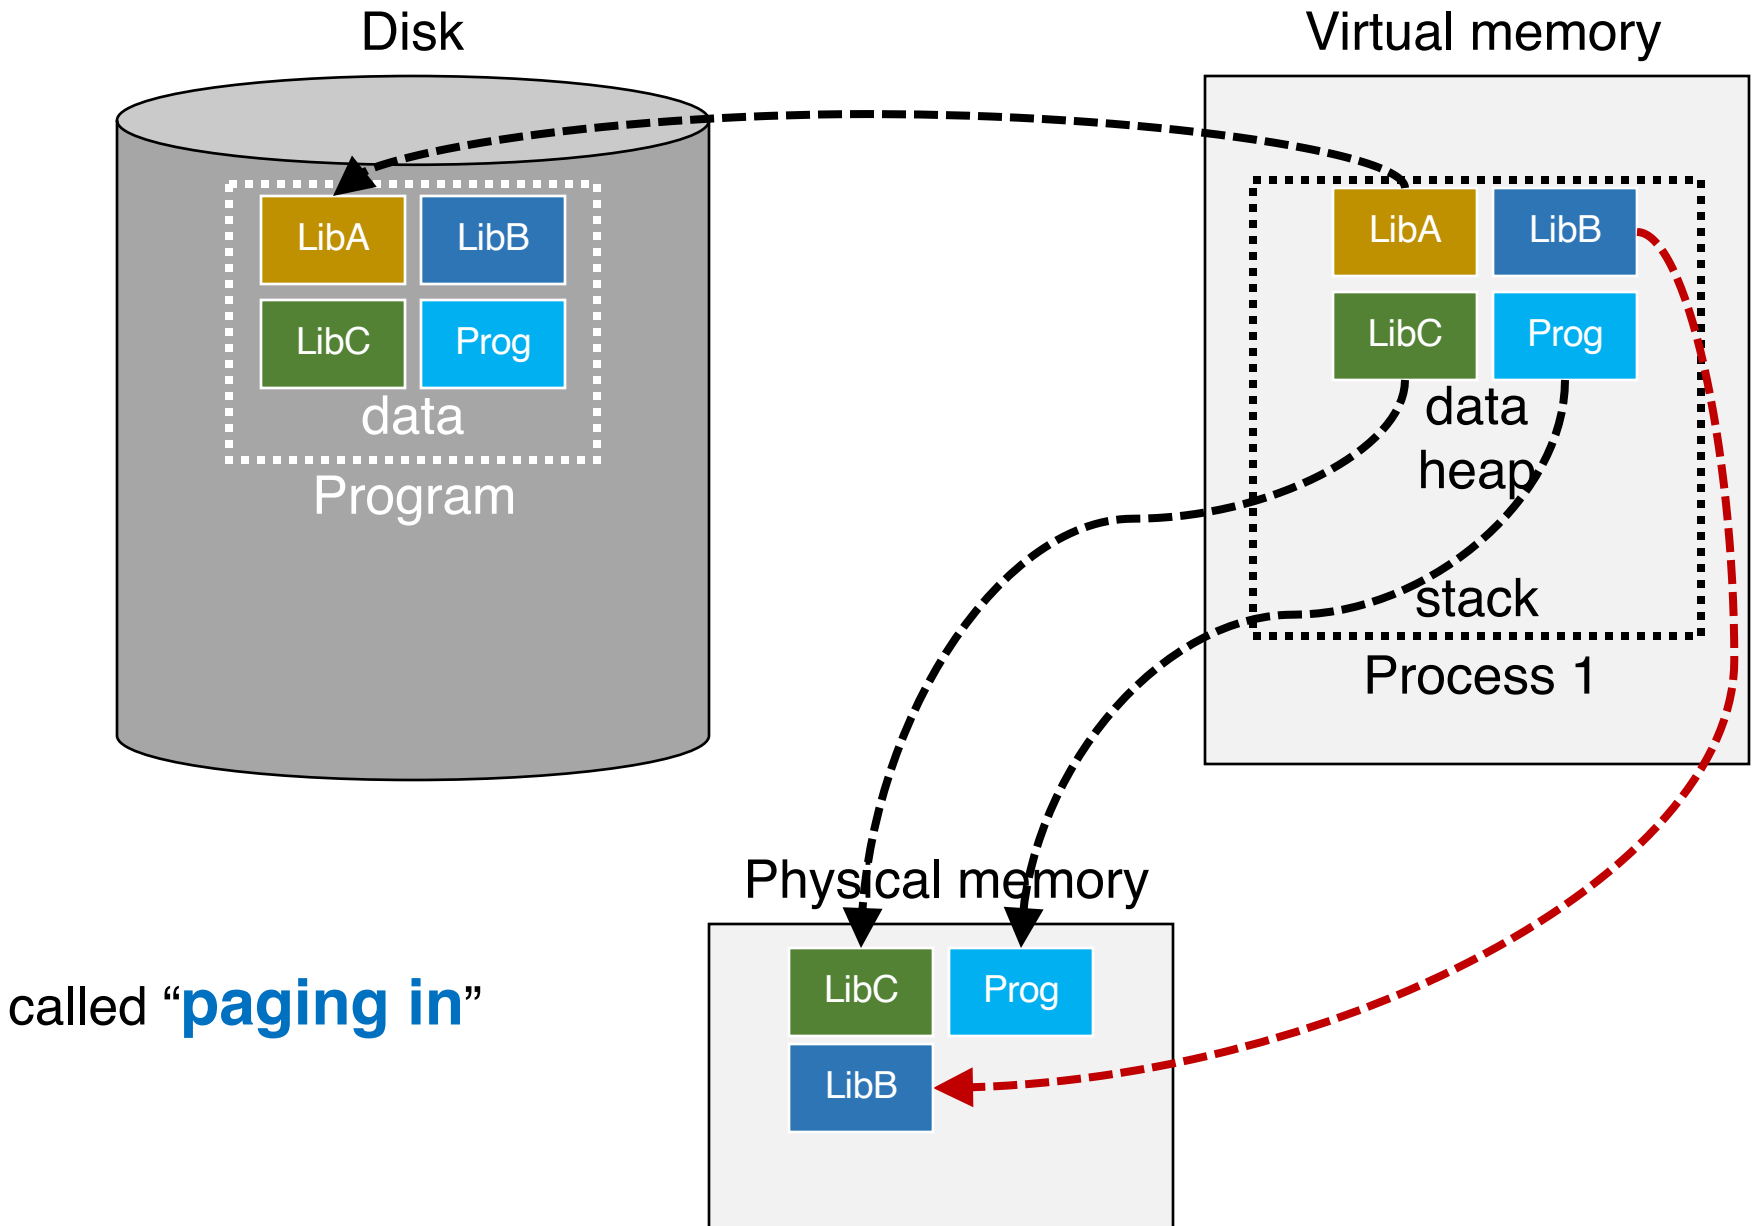 Disk
Virtual memory
LibA LibB
LibC Prog
data
Program
LibA LibB
LibC Prog
data
heap
stack
Process 1
Physical memory
LibC Prog
LibB
called “paging in”